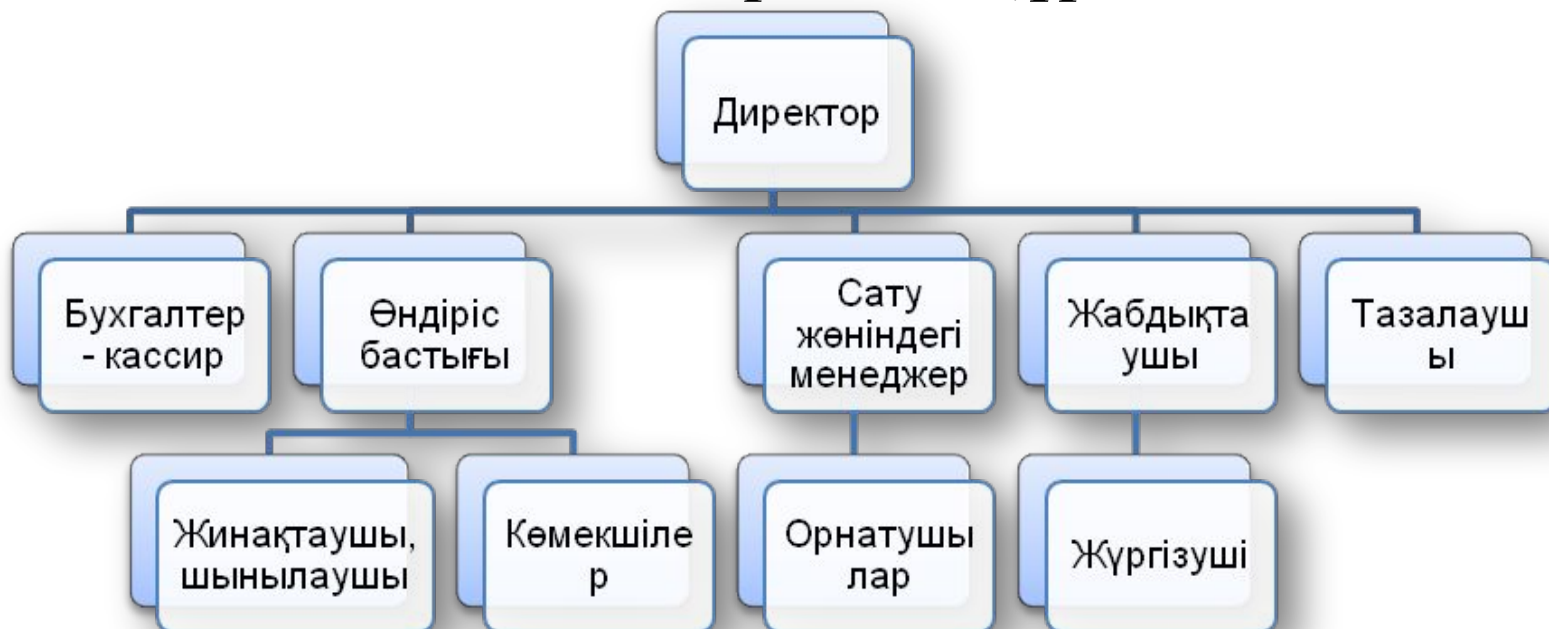 Директор
Бухгалтер
- кассир
Өндіріс
бастығы
Сату
жөніндегі
менеджер
Жабдықта
ушы
Тазалауш
ы
Жинақтаушы,
шынылаушы
Көмекшіле
р
Орнатушы
лар
Жүргізуші